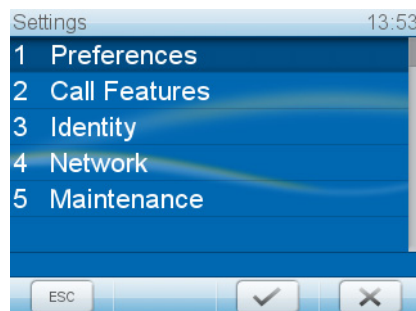 Settings 13:53
1 Preferences
2 Call Features
3 Identity
4 Network
5 Maintenance
ESC